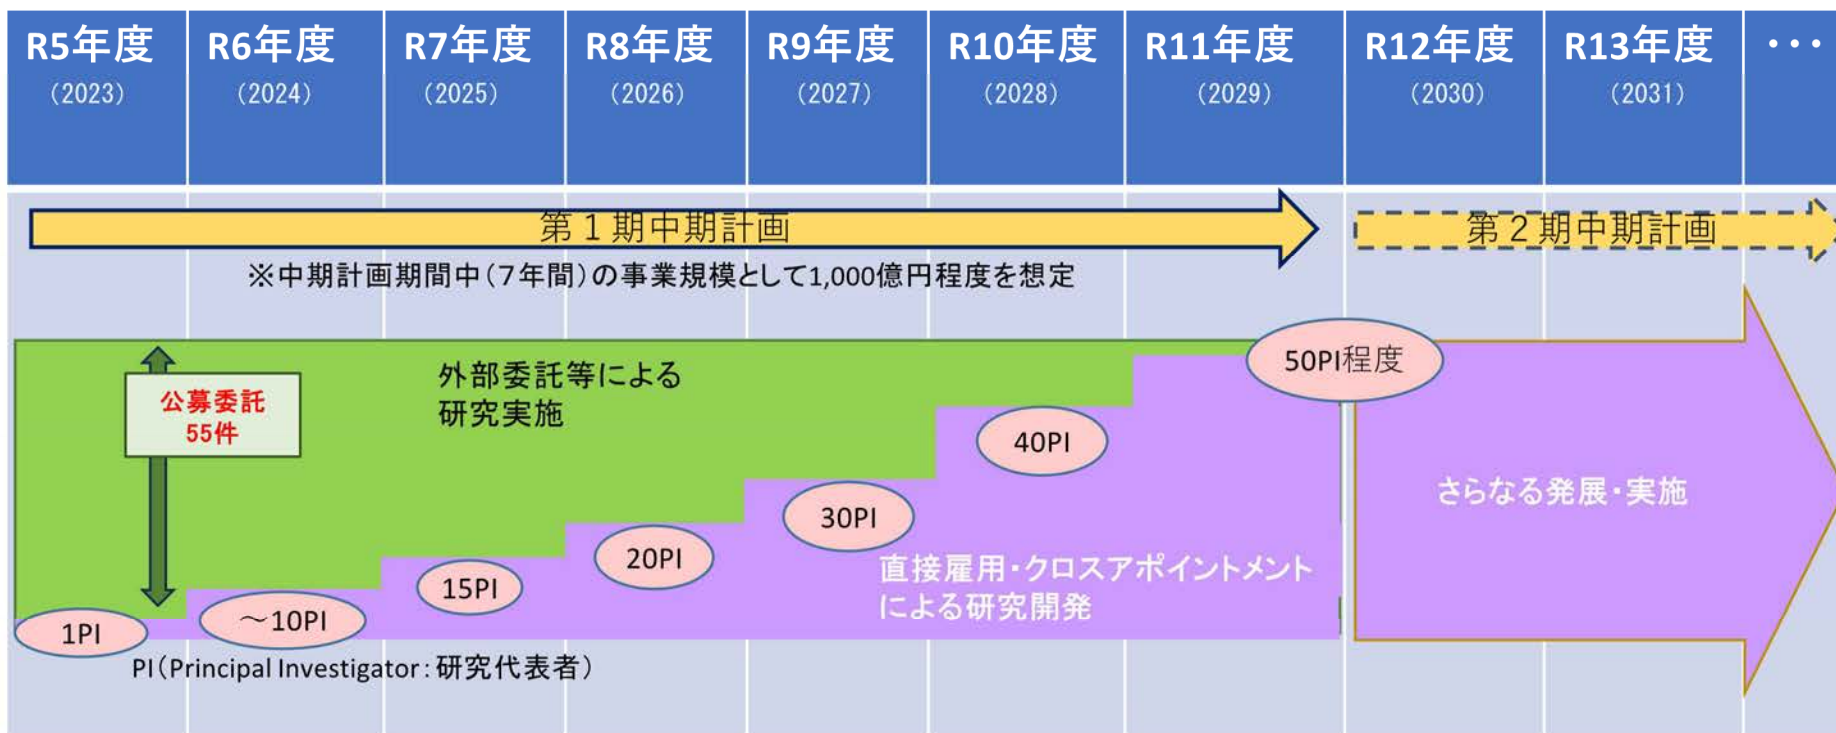 R5年度 R6年度 R7年度 R8年度 R9年度 R10年度 R11年度 R12年度 R13年度 ・・・
（2023） （2024） （2025） （2026） （2027） （2028） （2029） （2030） （2031）
第１期中期計画 第２期中期計画
※中期計画期間中（７年間）の事業規模として1,000億円程度を想定
外部委託等による
研究実施
公募委託
55件
50PI程度
40PI
30PI
20PI
15PI
～10PI
1PI
さらなる発展・実施
直接雇用・クロスアポイントメント
による研究開発
PI（Principal Investigator：研究代表者）